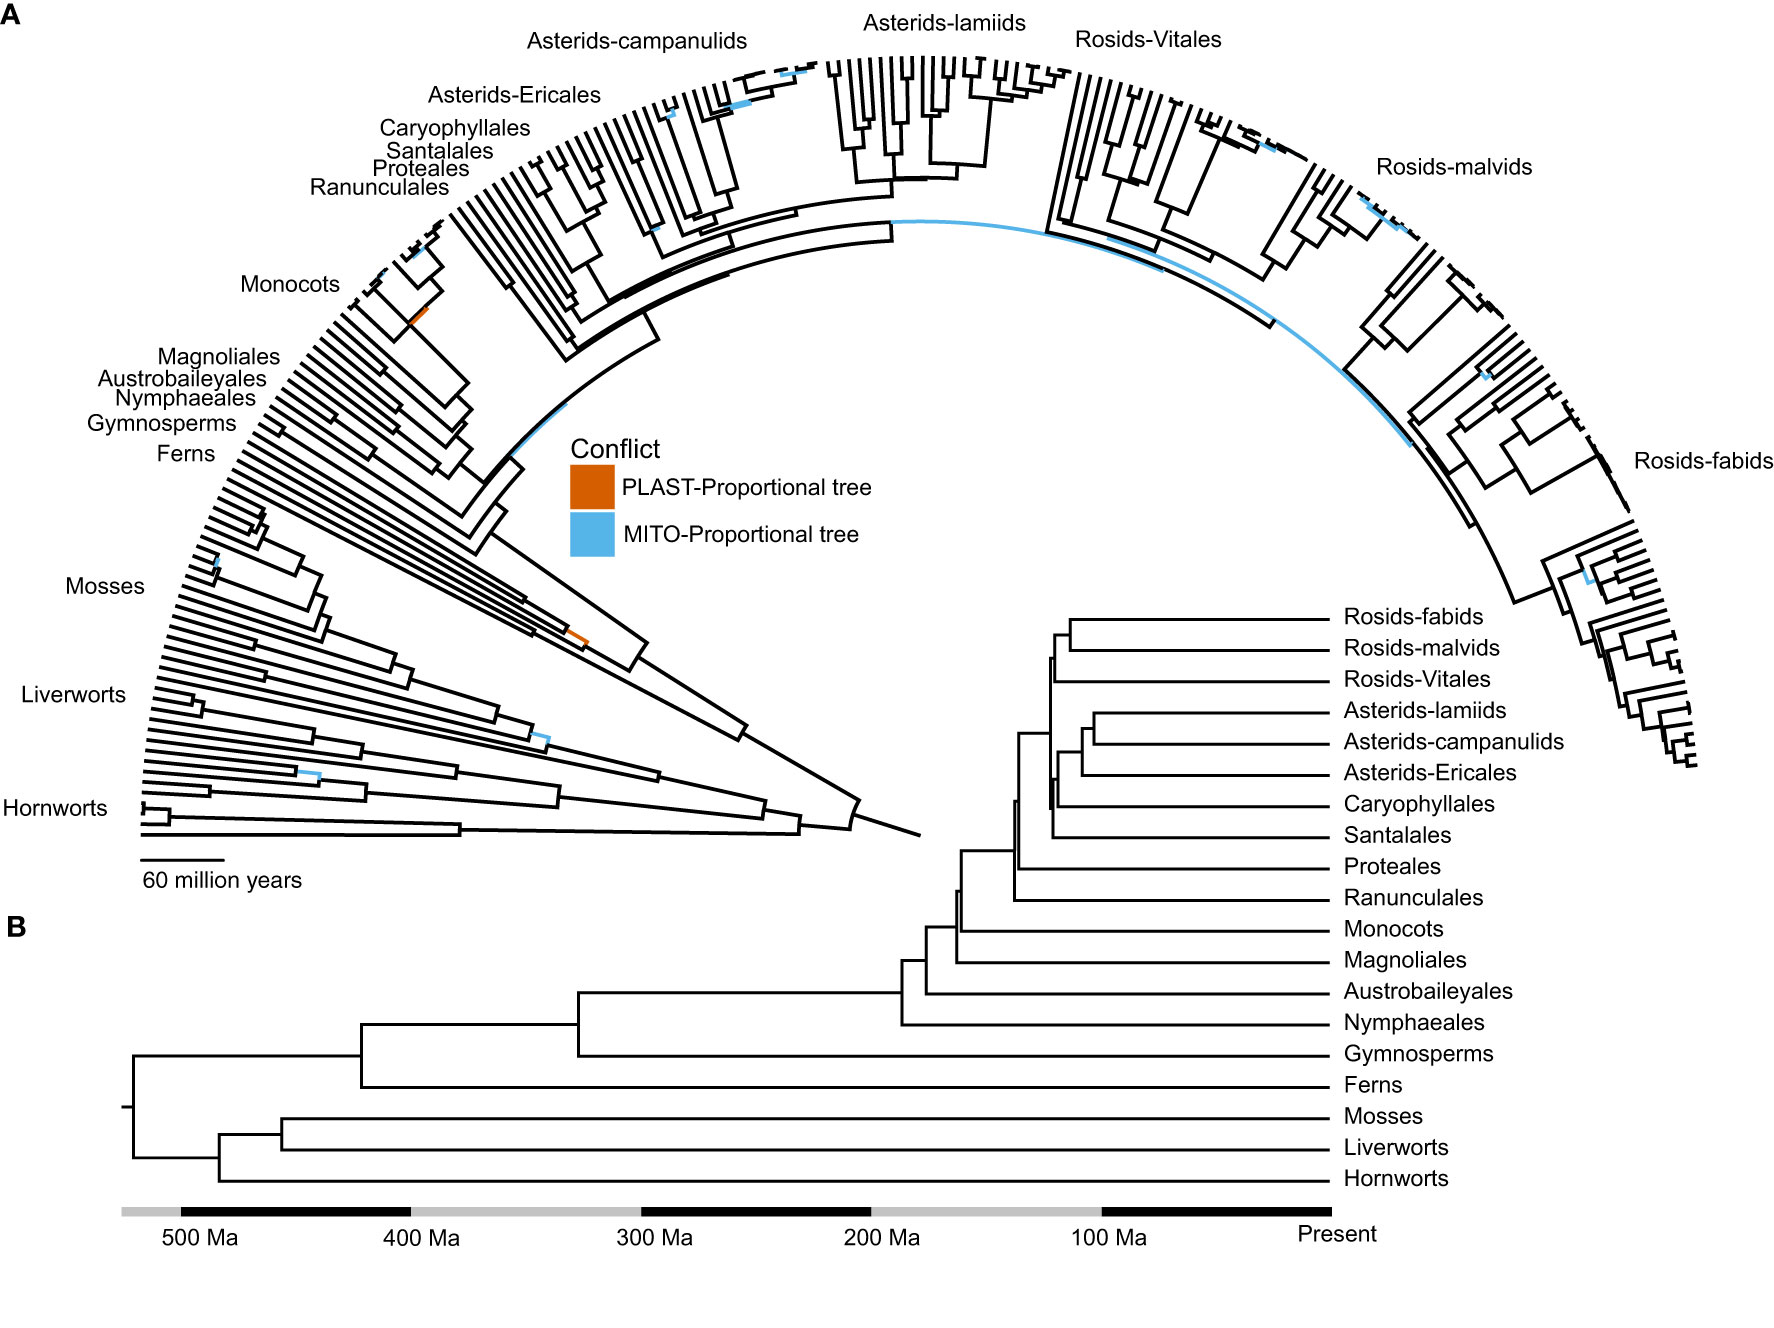 A
Asterids-lamiids
Asterids-campanulids
Rosids-Vitales
Asterids-Ericales
Caryophyllales
Santalales
Proteales
Ranunculales
Rosids-malvids
Monocots
Magnoliales
Austrobaileyales
Nymphaeales
Gymnosperms
Ferns
Conflict
PLAST-Proportional tree
MITO-Proportional tree
Rosids-fabids
Mosses
Liverworts
Hornworts
60 million years
B
Rosids-fabids
Rosids-malvids
Rosids-Vitales
Asterids-lamiids
Asterids-campanulids
Asterids-Ericales
Caryophyllales
Santalales
Proteales
Ranunculales
Monocots
Magnoliales
Austrobaileyales
Nymphaeales
Gymnosperms
Ferns
Mosses
Liverworts
Hornworts
500 Ma 400 Ma 300 Ma 200 Ma 100 Ma Present